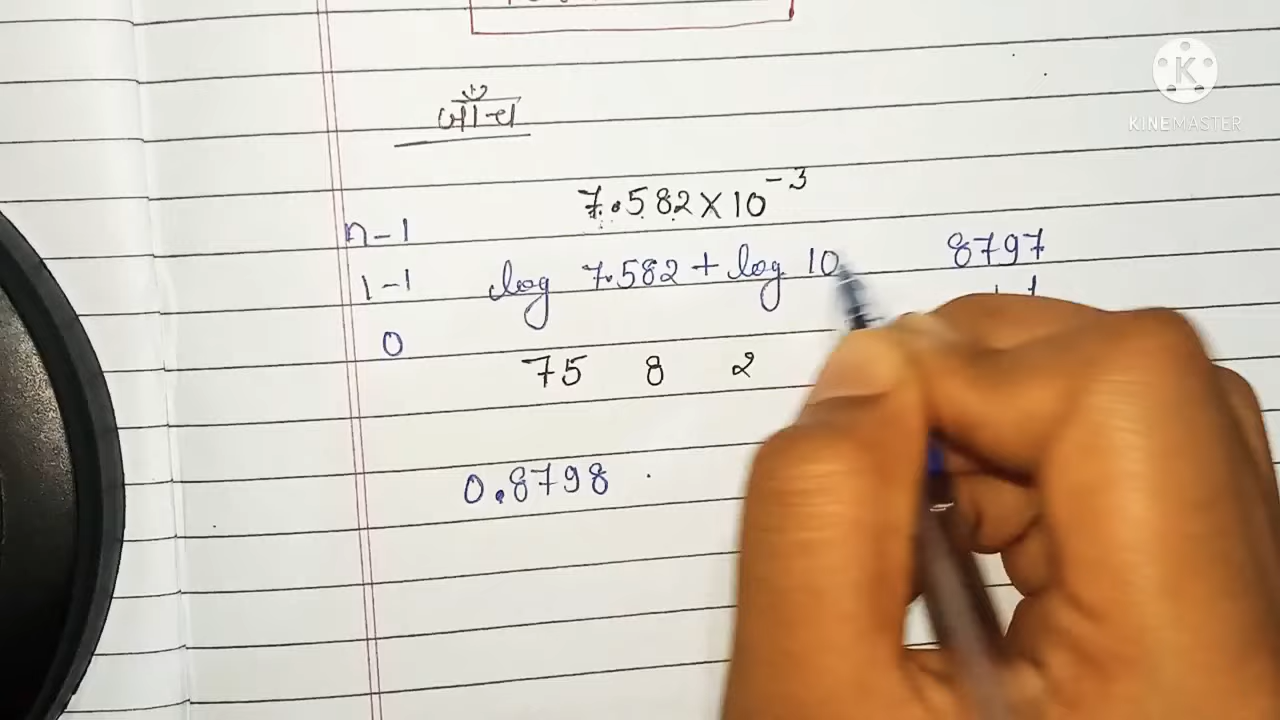 जाँच
7.582 × 10⁻³
n-1
log 7.582 + log 10
8797
1-1
0
75 8 2
0.8798
KINEMASTER